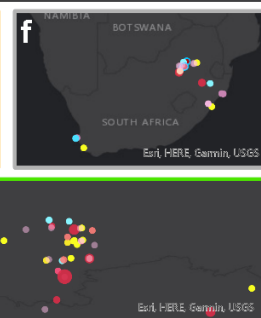 f
NAMIBIA
BOTSWANA
SOUTH AFRICA
Esri, HERE, Garmin, USGS
Esri, HERE, Garmin, USGS